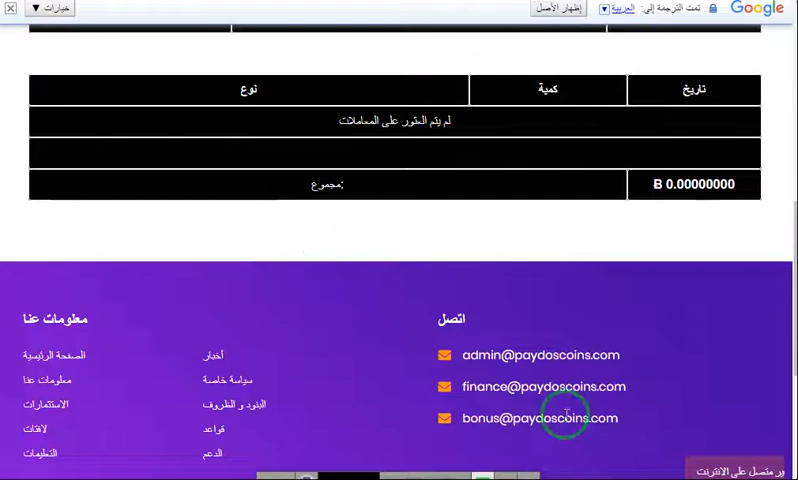 Google تمت الترجمة إلى: العربية إظهار الأصل خيارات
تاريخ كمية نوع
لم يتم العثور على المعاملات
Ƀ 0.00000000 مجموع:
معلومات عنا
الصفحة الرئيسية
معلومات عنا
الاستثمارات
لافتات
التعليمات
أخبار
سياسة خاصة
البنود و الظروف
قواعد
الدعم
اتصل
admin@paydoscoins.com
finance@paydoscoins.com
bonus@paydoscoins.com
ير متصل على الانترنت